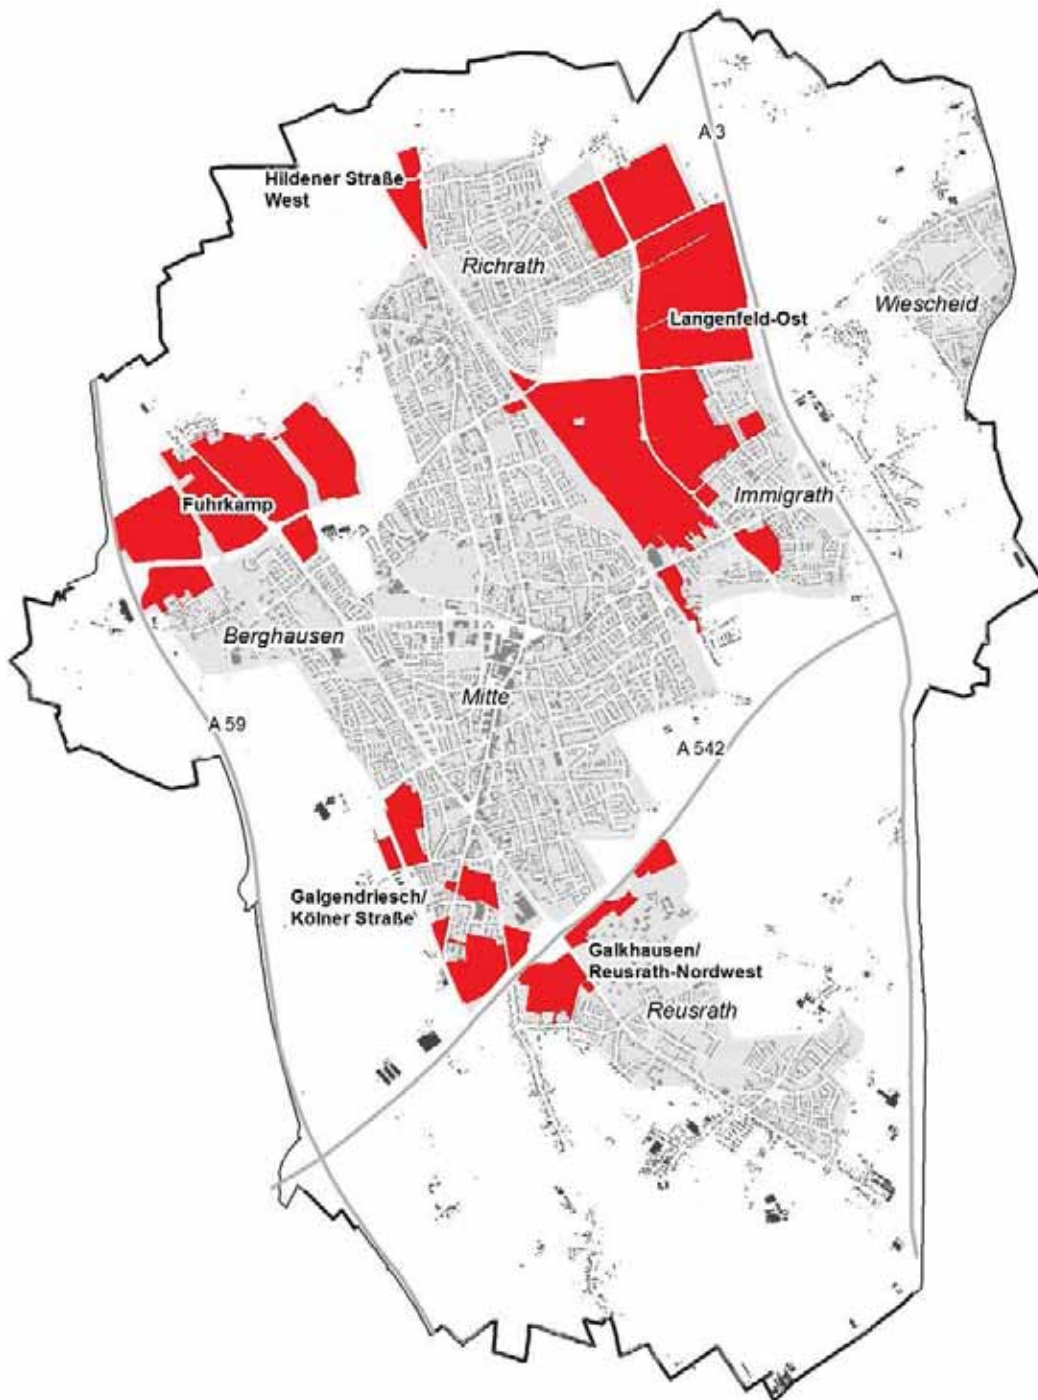 A 3
Hildener Straße
West
Richrath
Wiescheid
Langenfeld-Ost
Immigrath
Fuhrkamp
Berghausen
Mitte
A 59
A 542
Galgendriesch/
Kölner Straße
Galkhausen/
Reusrath-Nordwest
Reusrath